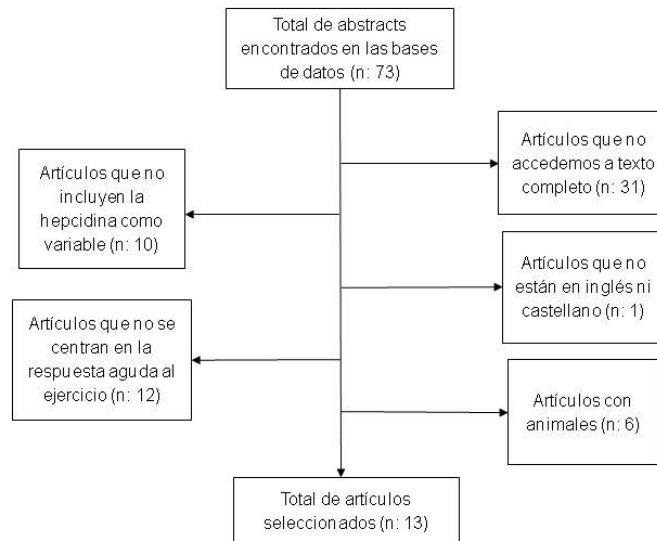 Total de abstracts
encontrados en las bases
de datos (n: 73)
Artículos que no
accedemos a texto
completo (n: 31)
Artículos que no
incluyen la
hepcidina como
variable (n: 10)
Artículos que no
están en inglés ni
castellano (n: 1)
Artículos que no se
centran en la
respuesta aguda al
ejercicio (n: 12)
Artículos con
animales (n: 6)
Total de artículos
seleccionados (n: 13)